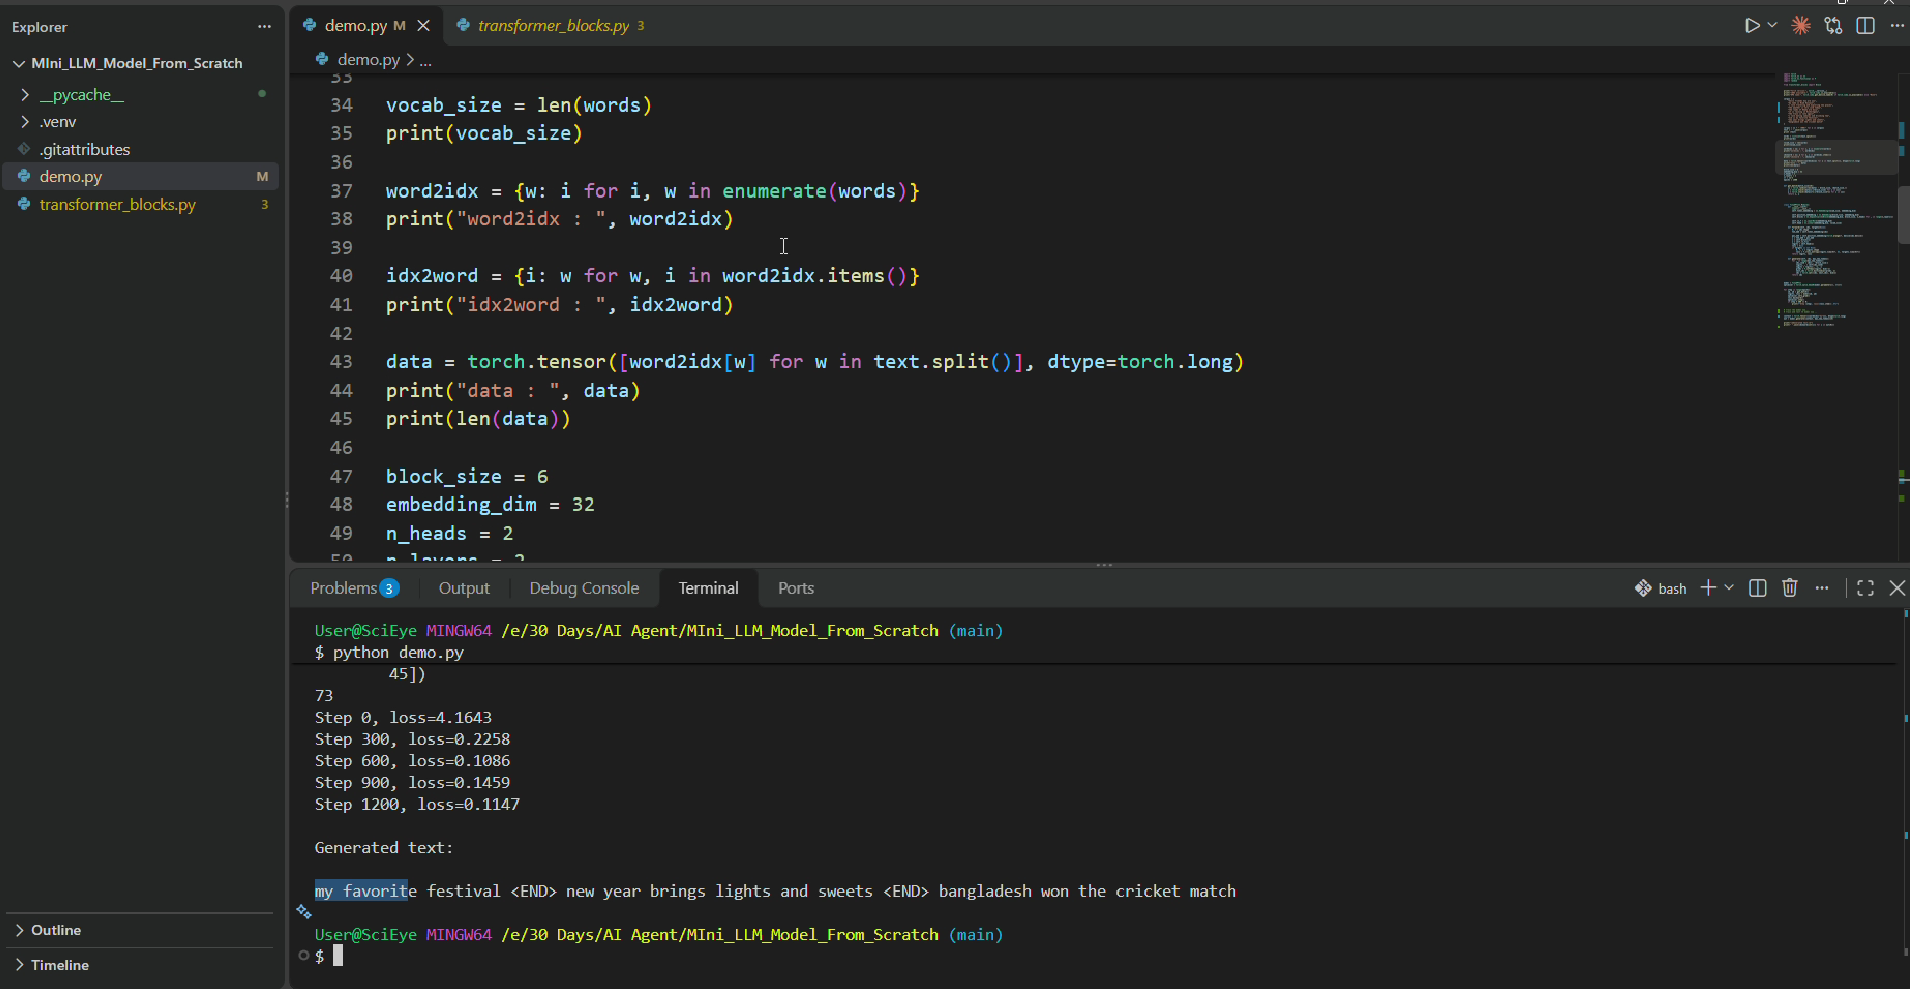 Explorer
MIni_LLM_Model_From_Scratch
__pycache__
.venv
.gitattributes
demo.py M
transformer_blocks.py 3
Outline
Timeline
demo.py M
transformer_blocks.py 3
demo.py > ...
33
34 vocab_size = len(words)
35 print(vocab_size)
36
37 word2idx = {w: i for i, w in enumerate(words)}
38 print("word2idx : ", word2idx)
39
40 idx2word = {i: w for w, i in word2idx.items()}
41 print("idx2word : ", idx2word)
42
43 data = torch.tensor([word2idx[w] for w in text.split()], dtype=torch.long)
44 print("data : ", data)
45 print(len(data))
46
47 block_size = 6
48 embedding_dim = 32
49 n_heads = 2
50 n_layers = 2
Problems 3 Output Debug Console Terminal Ports
bash
User@SciEye MINGW64 /e/30 Days/AI Agent/MIni_LLM_Model_From_Scratch (main)
$ python demo.py
45])
73
Step 0, loss=4.1643
Step 300, loss=0.2258
Step 600, loss=0.1086
Step 900, loss=0.1459
Step 1200, loss=0.1147
Generated text:
my favorite festival <END> new year brings lights and sweets <END> bangladesh won the cricket match
User@SciEye MINGW64 /e/30 Days/AI Agent/MIni_LLM_Model_From_Scratch (main)
$